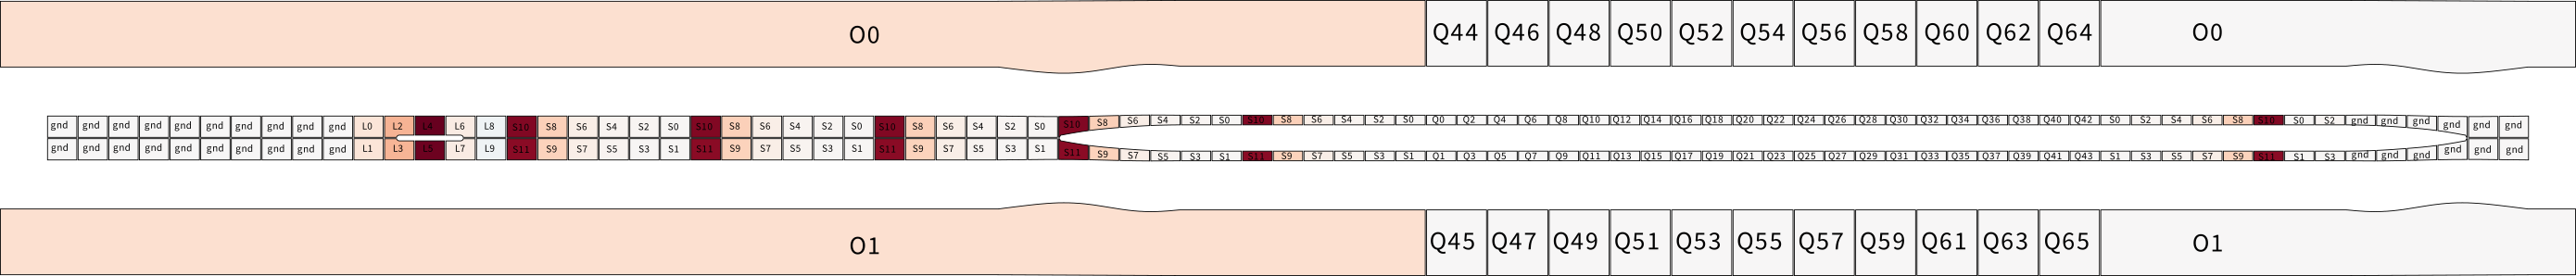 O0 Q44 Q46 Q48 Q50 Q52 Q54 Q56 Q58 Q60 Q62 Q64 O0
gnd gnd gnd gnd gnd gnd gnd gnd gnd gnd L0 L2 L4 L6 L8 S10 S8 S6 S4 S2 S0 S10 S8 S6 S4 S2 S0 S10 S8 S6 S4 S2 S0 S10 S8 S6 S4 S2 S0 S10 S8 S6 S4 S2 S0 Q0 Q2 Q4 Q6 Q8 Q10 Q12 Q14 Q16 Q18 Q20 Q22 Q24 Q26 Q28 Q30 Q32 Q34 Q36 Q38 Q40 Q42 S0 S2 S4 S6 S8 S10 S0 S2 gnd gnd gnd gnd gnd gnd
gnd gnd gnd gnd gnd gnd gnd gnd gnd gnd L1 L3 L5 L7 L9 S11 S9 S7 S5 S3 S1 S11 S9 S7 S5 S3 S1 S11 S9 S7 S5 S3 S1 S11 S9 S7 S5 S3 S1 S11 S9 S7 S5 S3 S1 Q1 Q3 Q5 Q7 Q9 Q11 Q13 Q15 Q17 Q19 Q21 Q23 Q25 Q27 Q29 Q31 Q33 Q35 Q37 Q39 Q41 Q43 S1 S3 S5 S7 S9 S11 S1 S3 gnd gnd gnd gnd gnd gnd
O1 Q45 Q47 Q49 Q51 Q53 Q55 Q57 Q59 Q61 Q63 Q65 O1